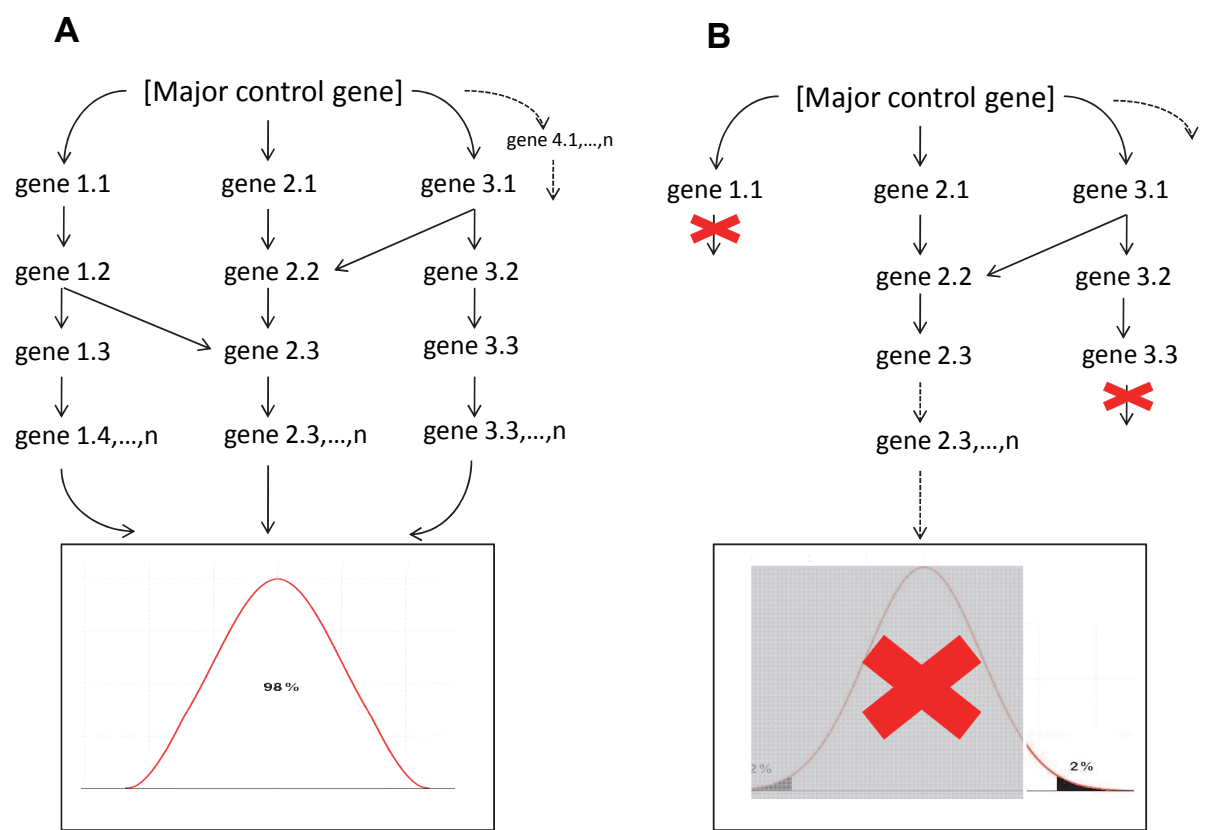 A
[Major control gene]
gene 4.1,...,n
gene 1.1
gene 2.1
gene 3.1
gene 1.2
gene 2.2
gene 3.2
gene 1.3
gene 2.3
gene 3.3
gene 1.4,...,n
gene 2.3,...,n
gene 3.3,...,n
98%
B
[Major control gene]
gene 1.1
gene 2.1
gene 3.1
gene 2.2
gene 3.2
gene 2.3
gene 3.3
gene 2.3,...,n
2%
2%